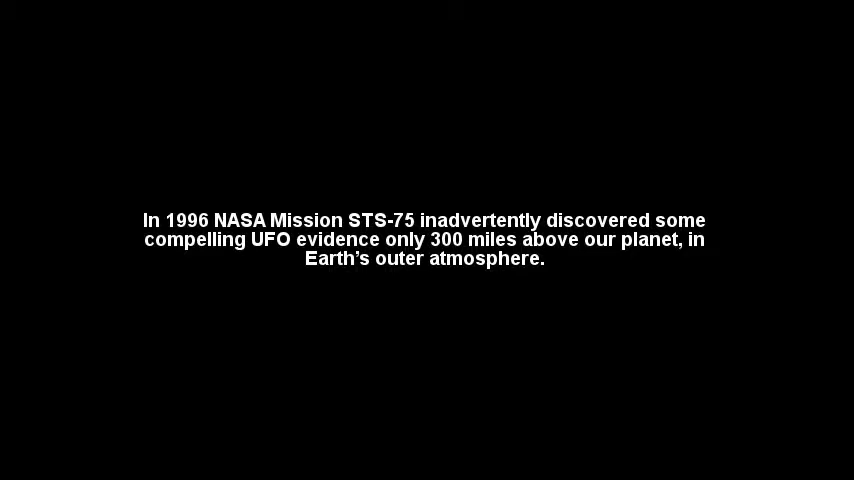 In 1996 NASA Mission STS-75 inadvertently discovered some
compelling UFO evidence only 300 miles above our planet, in
Earth’s outer atmosphere.